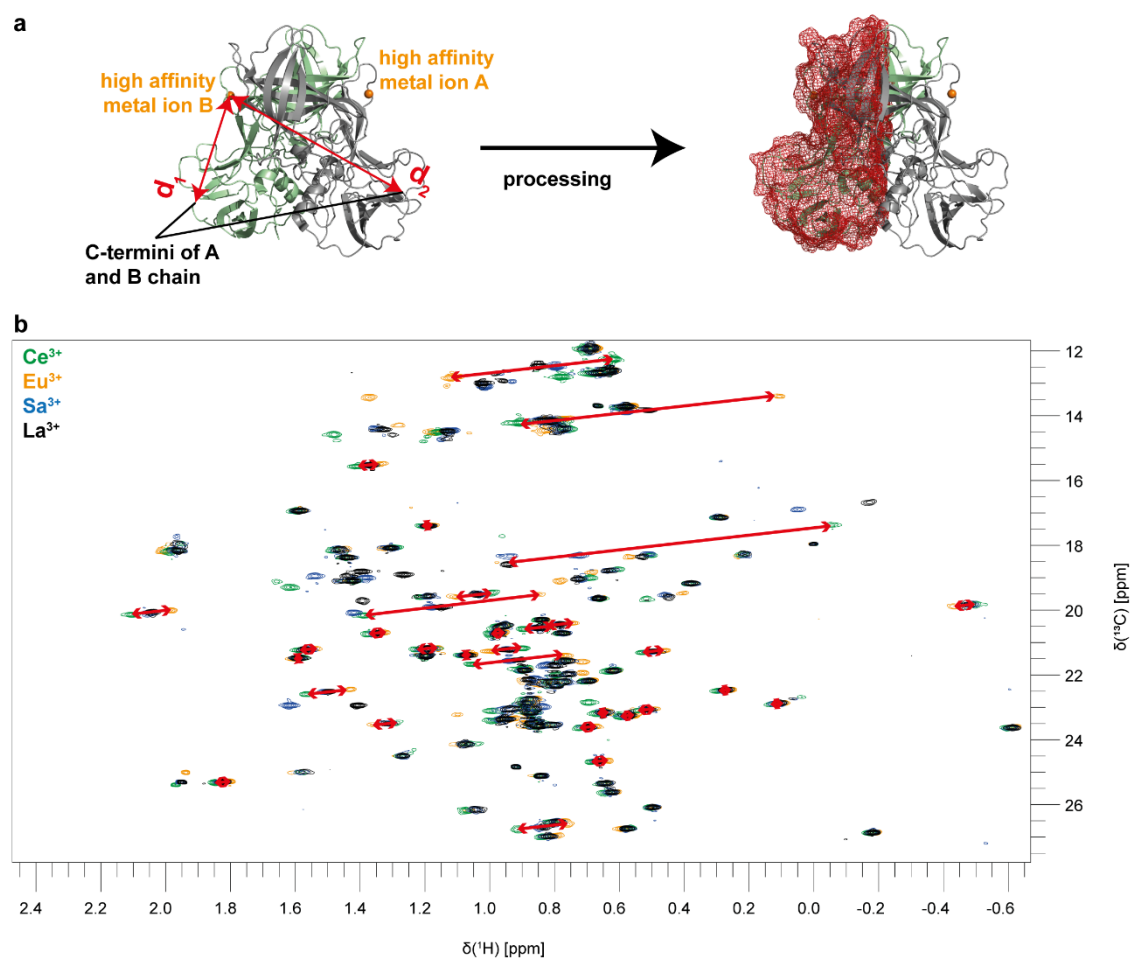 a
high affinity
metal ion B
high affinity
metal ion A
d1
d2
C-termini of A
and B chain
processing
b
Ce3+
Eu3+
Sa3+
La3+
12
14
16
18
20
22
24
26
δ(¹³C) [ppm]
2.4 2.2 2.0 1.8 1.6 1.4 1.2 1.0 0.8 0.6 0.4 0.2 0.0 -0.2 -0.4 -0.6
δ(¹H) [ppm]